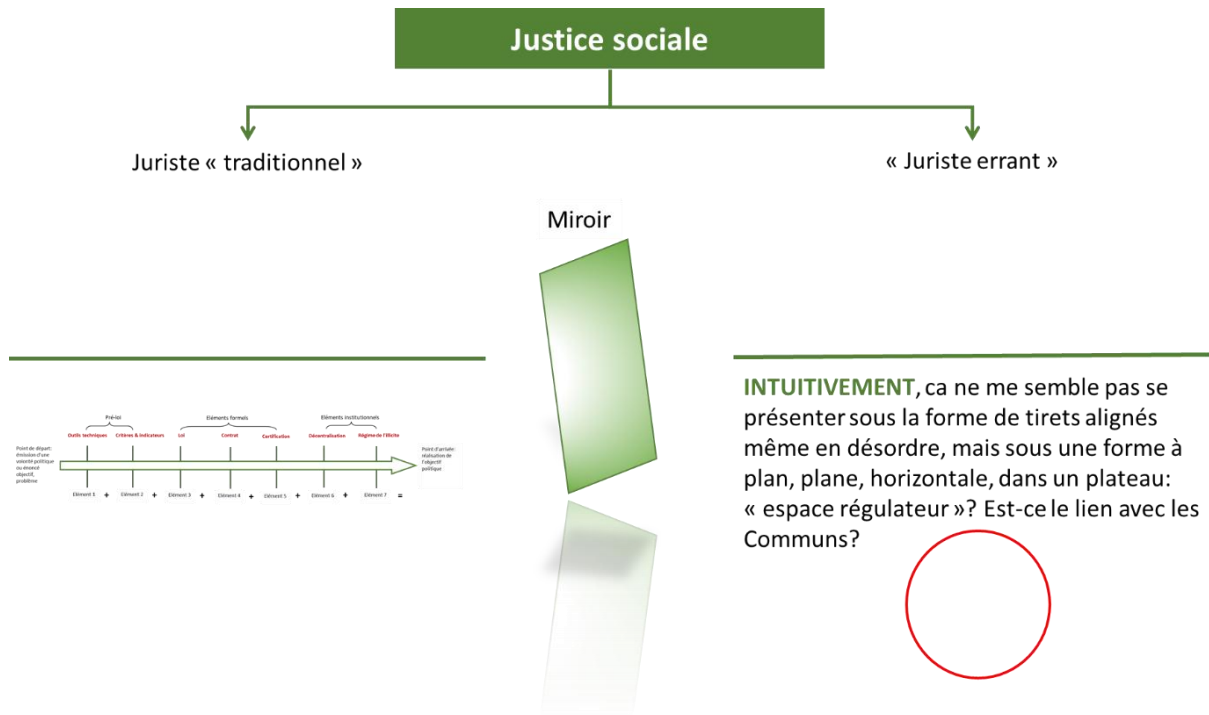 Justice sociale
Juriste « traditionnel »
« Juriste errant »
Miroir
Pré-loi
Eléments formels
Eléments institutionnels
Outils techniques
Critères & indicateurs
Loi
Contrat
Certification
Décentralisation
Régime de l'illicite
Point de départ:
émission d'une
volonté politique
ou énoncé
objectif,
problème
Point d'arrivée:
réalisation de
l'objectif
politique
Elément 1 + Elément 2 + Elément 3 + Elément 4 + Elément 5 + Elément 6 + Elément 7 =
INTUITIVEMENT, ca ne me semble pas se
présenter sous la forme de tirets alignés
même en désordre, mais sous une forme à
plan, plane, horizontale, dans un plateau:
« espace régulateur »? Est-ce le lien avec les
Communs?